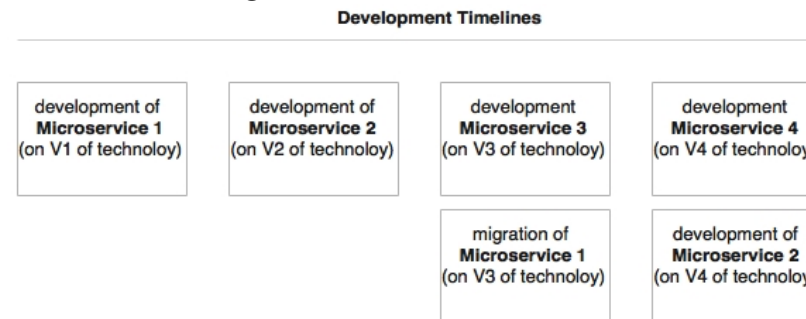 Development Timelines
development of
Microservice 1
(on V1 of technoloy)
development of
Microservice 2
(on V2 of technoloy)
development
Microservice 3
(on V3 of technoloy)
development
Microservice 4
(on V4 of technoloy
migration of
Microservice 1
(on V3 of technoloy)
development of
Microservice 2
(on V4 of technoloy